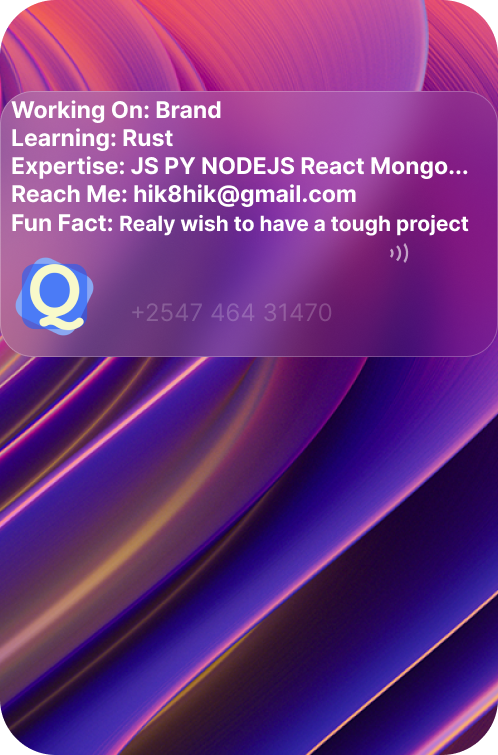 Working On: Brand
Learning: Rust
Expertise: JS PY NODEJS React Mongo...
Reach Me: hik8hik@gmail.com
Fun Fact: Realy wish to have a tough project
Q
+2547 464 31470